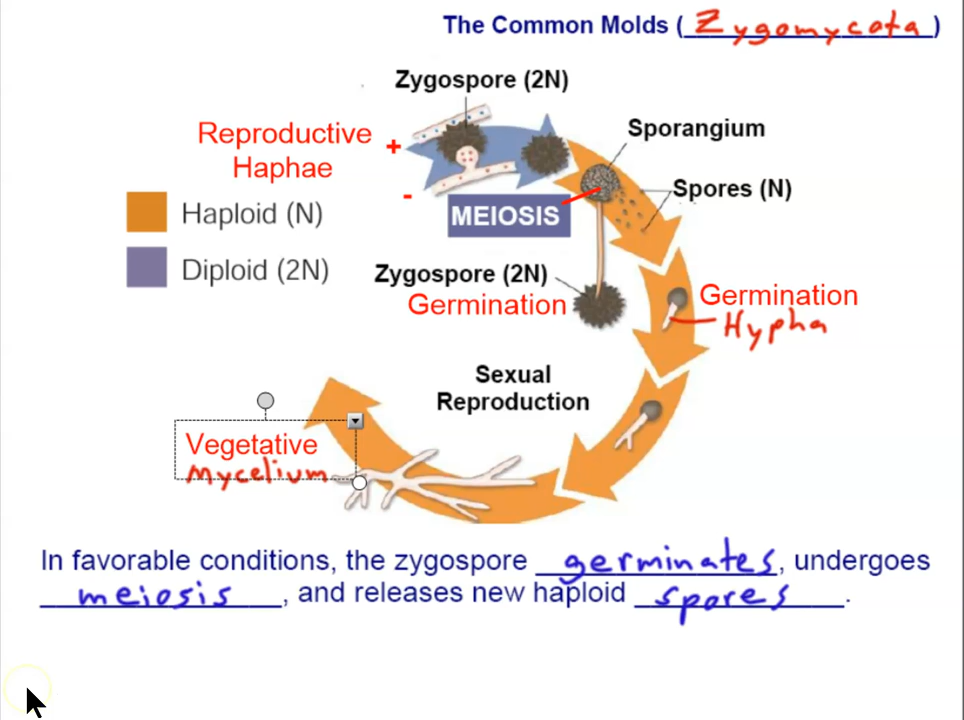 The Common Molds (Zygomycota)
Zygospore (2N)
Reproductive
Haphae
+
-
Sporangium
Spores (N)
MEIOSIS
Haploid (N)
Diploid (2N)
Zygospore (2N)
Germination
Germination
Hypha
Sexual
Reproduction
Vegetative
Mycelium
In favorable conditions, the zygospore germinates, undergoes
meiosis, and releases new haploid spores.